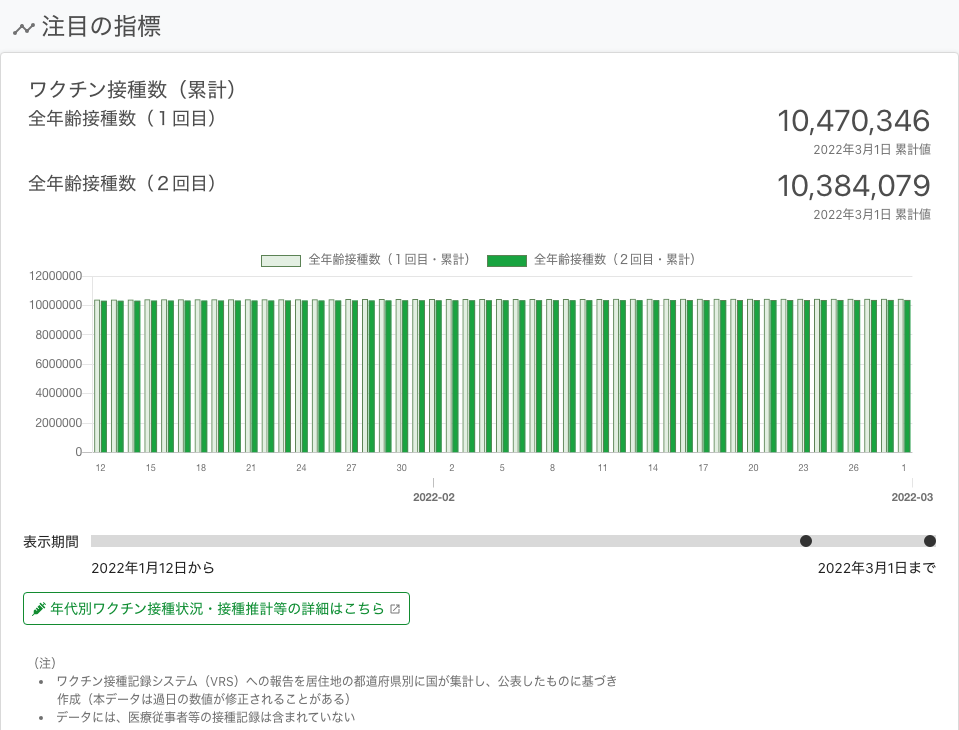 注目の指標
ワクチン接種数（累計）
全年齢接種数（１回目）
10,470,346
2022年3月1日 累計値
全年齢接種数（２回目）
10,384,079
2022年3月1日 累計値
全年齢接種数（１回目・累計） 全年齢接種数（２回目・累計）
12000000
10000000
8000000
6000000
4000000
2000000
0
12 15 18 21 24 27 30 2 5 8 11 14 17 20 23 26 1
2022-02 2022-03
表示期間
2022年1月12日から 2022年3月1日まで
年代別ワクチン接種状況・接種推計等の詳細はこちら
（注）
• ワクチン接種記録システム（VRS）への報告を居住地の都道府県別に国が集計し、公表したものに基づき
作成（本データは過日の数値が修正されることがある）
• データには、医療従事者等の接種記録は含まれていない